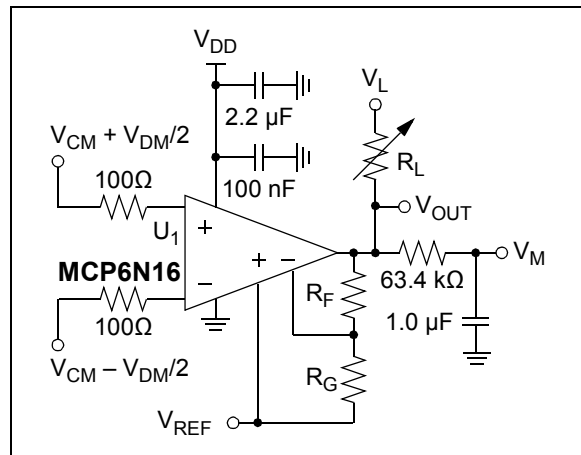 V_DD
V_L
2.2 µF
V_CM + V_DM/2
R_L
100Ω
100 nF
V_OUT
U_1
+
+ −
V_M
MCP6N16
−
R_F
63.4 kΩ
100Ω
1.0 µF
V_CM – V_DM/2
R_G
V_REF